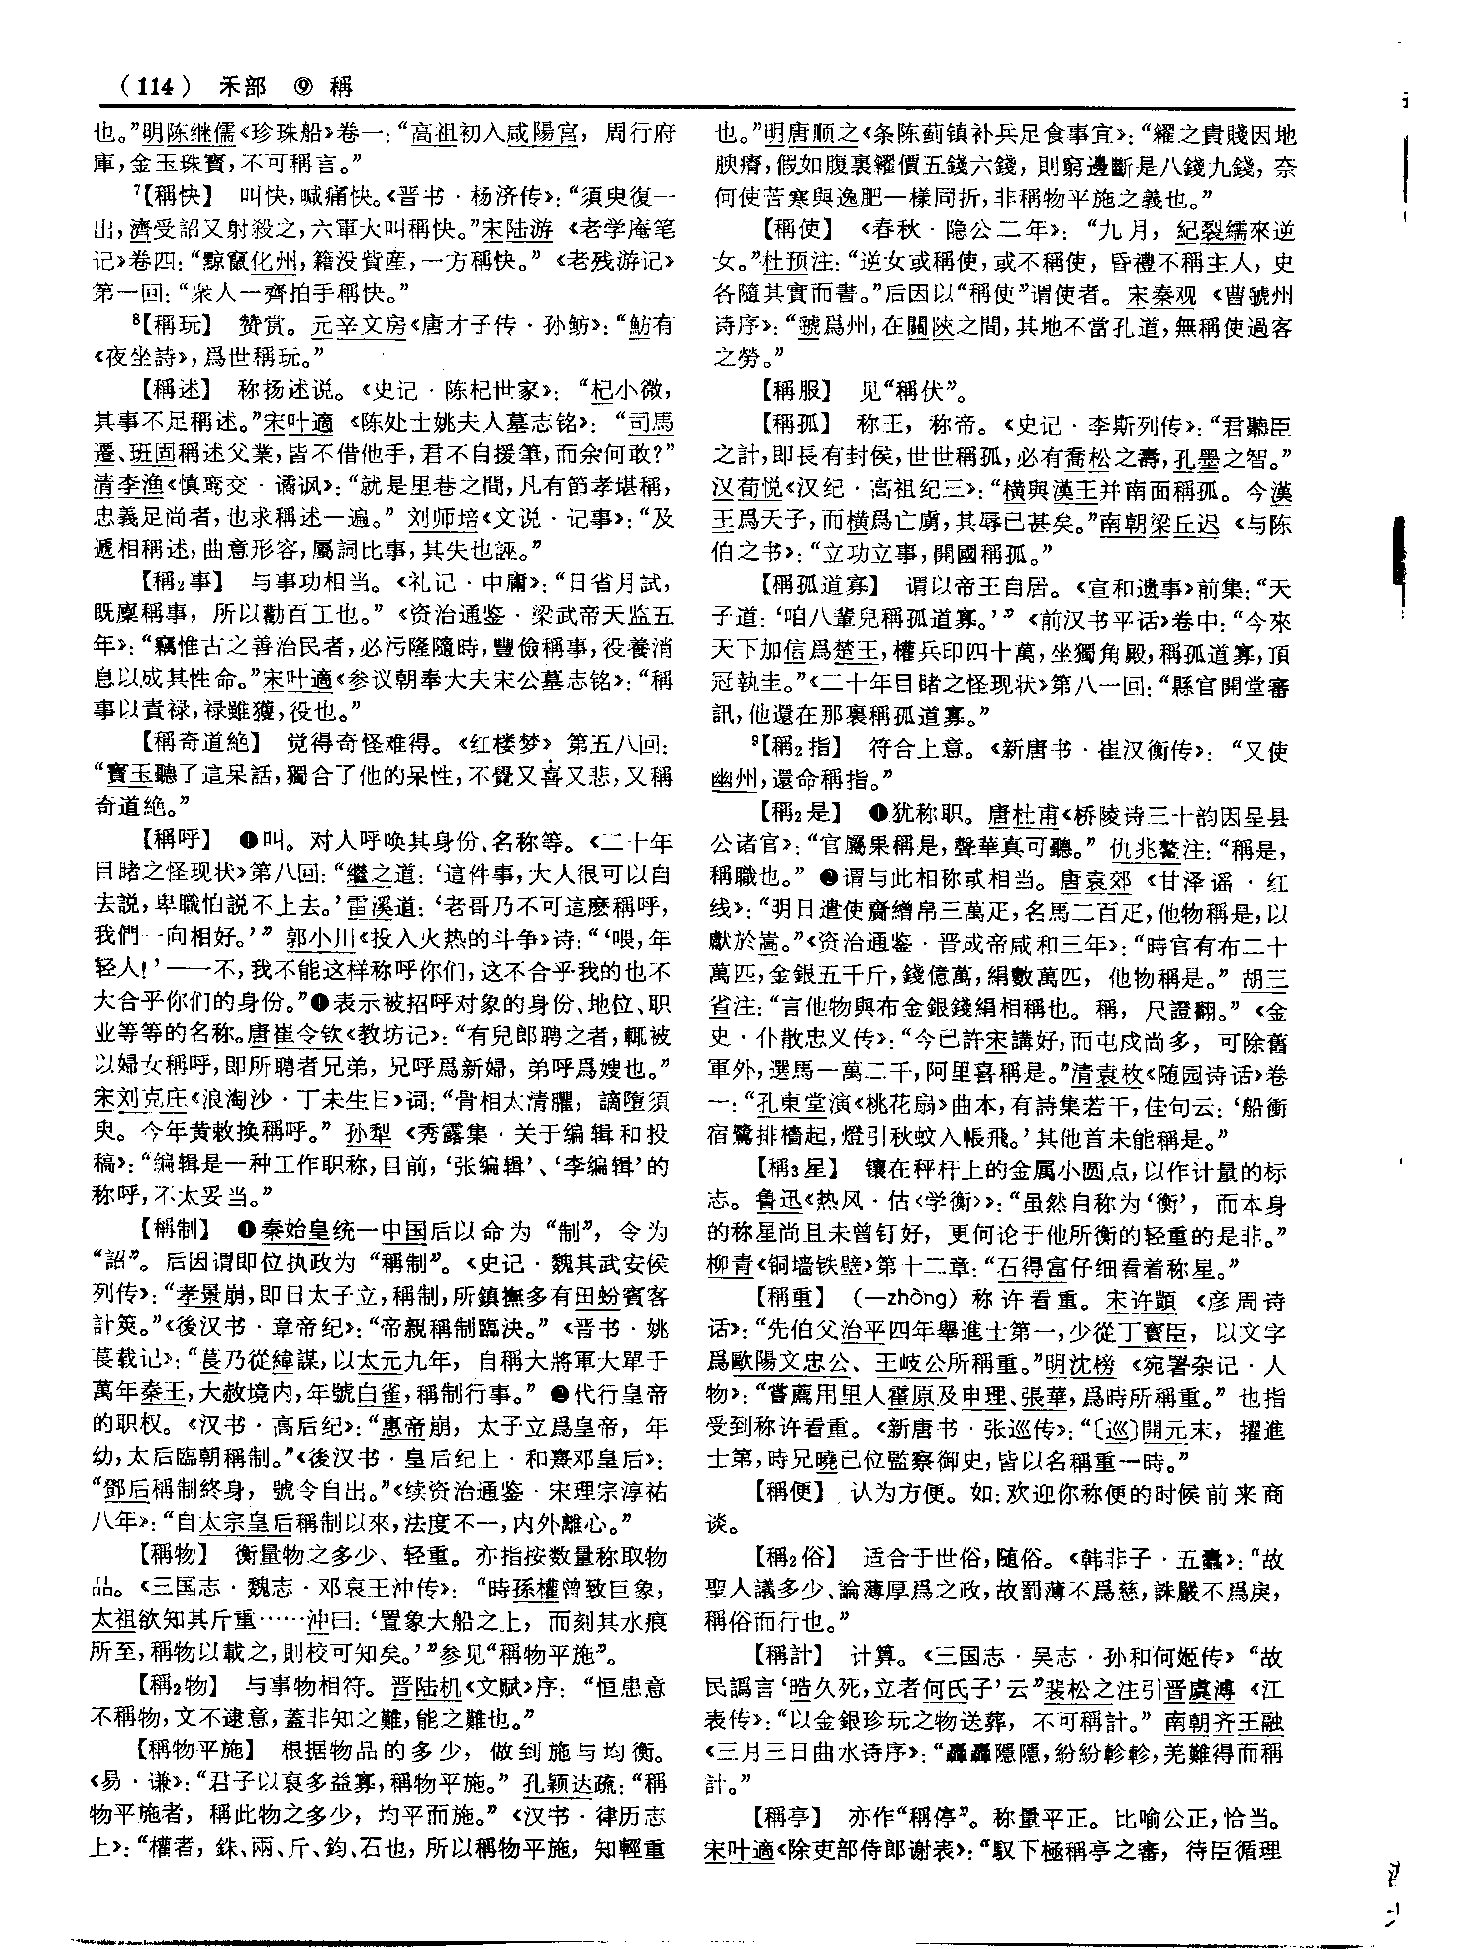 （114） 禾部 ⑨ 稱
也。”明陈继儒《珍珠船》卷一：“高祖初入咸陽宫，周行府
庫，金玉珠寶，不可稱言。”
⁷【稱快】 叫快，喊痛快。《晋书·杨济传》：“須臾復一
出，濟受詔又射殺之，六軍大叫稱快。”宋陆游《老学庵笔
记》卷四：“黥竄化州，籍没貲産，一方稱快。”《老残游记》
第一回：“衆人一齊拍手稱快。”
⁸【稱玩】 赞赏。元辛文房《唐才子传·孙鲂》：“魴有
《夜坐詩》，爲世稱玩。”
【稱述】 称扬述说。《史记·陈杞世家》：“杞小微，
其事不足稱述。”宋叶適《陈处士姚夫人墓志铭》：“司馬
遷、班固稱述父業，皆不借他手，君不自援筆，而余何敢？”
清李渔《慎鸾交·谲讽》：“就是里巷之間，凡有節孝堪稱，
忠義足尚者，也求稱述一遍。”刘师培《文说·记事》：“及
遞相稱述，曲意形容，屬詞比事，其失也誣。”
【稱₂事】 与事功相当。《礼记·中庸》：“日省月試，
既廩稱事，所以勸百工也。”《资治通鉴·梁武帝天监五
年》：“竊惟古之善治民者，必污隆隨時，豐儉稱事，役養消
息以成其性命。”宋叶適《参议朝奉大夫宋公墓志铭》：“稱
事以責禄，禄雖獲，役也。”
【稱奇道絶】 觉得奇怪难得。《红楼梦》第五八回：
“寶玉聽了這呆話，獨合了他的呆性，不覺又喜又悲，又稱
奇道絶。”
【稱呼】 ❶叫。对人呼唤其身份、名称等。《二十年
目睹之怪现状》第八回：“繼之道：‘這件事，大人很可以自
去説，卑職怕説不上去。’雷溪道：‘老哥乃不可這麽稱呼，
我們一向相好。’”郭小川《投入火热的斗争》诗：“‘喂，年
轻人！’——不，我不能这样称呼你们，这不合乎我的也不
大合乎你们的身份。”❶表示被招呼对象的身份、地位、职
业等等的名称。唐崔令钦《教坊记》：“有兒郎聘之者，輒被
以婦女稱呼，即所聘者兄弟，兄呼爲新婦，弟呼爲嫂也。”
宋刘克庄《浪淘沙·丁未生日》词：“骨相太清臞，謫墮須
臾。今年黄敕换稱呼。”孙犁《秀露集·关于编辑和投
稿》：“编辑是一种工作职称，目前，‘张编辑’、‘李编辑’的
称呼，不太妥当。”
【稱制】 ❶秦始皇统一中国后以命为“制”，令为
“詔”。后因谓即位执政为“稱制”。《史记·魏其武安侯
列传》：“孝景崩，即日太子立，稱制，所鎮撫多有田蚡賓客
計筴。”《後汉书·章帝纪》：“帝親稱制臨決。”《晋书·姚
苌载记》：“萇乃從緯謀，以太元九年，自稱大將軍大單于
萬年秦王，大赦境内，年號白雀，稱制行事。”❷代行皇帝
的职权。《汉书·高后纪》：“惠帝崩，太子立爲皇帝，年
幼，太后臨朝稱制。”《後汉书·皇后纪上·和熹邓皇后》：
“鄧后稱制終身，號令自出。”《续资治通鉴·宋理宗淳祐
八年》：“自太宗皇后稱制以來，法度不一，内外離心。”
【稱物】 衡量物之多少、轻重。亦指按数量称取物
品。《三国志·魏志·邓哀王冲传》：“時孫權曾致巨象，
太祖欲知其斤重……沖曰：‘置象大船之上，而刻其水痕
所至，稱物以載之，則校可知矣。’”参见“稱物平施”。
【稱₂物】 与事物相符。晋陆机《文赋》序：“恒患意
不稱物，文不逮意，蓋非知之難，能之難也。”
【稱物平施】 根据物品的多少，做到施与均衡。
《易·谦》：“君子以裒多益寡，稱物平施。”孔颖达疏：“稱
物平施者，稱此物之多少，均平而施。”《汉书·律历志
上》：“權者，銖、兩、斤、鈞、石也，所以稱物平施，知輕重
也。”明唐顺之《条陈蓟镇补兵足食事宜》：“糴之貴賤因地
腴瘠，假如腹裏糴價五錢六錢，則窮邊斷是八錢九錢，奈
何使苦寒與逸肥一樣同折，非稱物平施之義也。”
【稱使】 《春秋·隐公二年》：“九月，紀裂繻來逆
女。”杜预注：“逆女或稱使，或不稱使，昏禮不稱主人，史
各隨其實而書。”后因以“稱使”谓使者。宋秦观《曹虢州
诗序》：“虢爲州，在關陝之間，其地不當孔道，無稱使過客
之勞。”
【稱服】 见“稱伏”。
【稱孤】 称王，称帝。《史记·李斯列传》：“君聽臣
之計，即長有封侯，世世稱孤，必有喬松之壽，孔墨之智。”
汉荀悦《汉纪·高祖纪三》：“横與漢王并南面稱孤。今漢
王爲天子，而横爲亡虜，其辱已甚矣。”南朝梁丘迟《与陈
伯之书》：“立功立事，開國稱孤。”
【稱孤道寡】 谓以帝王自居。《宣和遗事》前集：“天
子道：‘咱八輩兒稱孤道寡。’”《前汉书平话》卷中：“今來
天下加信爲楚王，權兵印四十萬，坐獨角殿，稱孤道寡，頂
冠執圭。”《二十年目睹之怪现状》第八一回：“縣官開堂審
訊，他還在那裏稱孤道寡。”
⁹【稱₂指】 符合上意。《新唐书·崔汉衡传》：“又使
幽州，還命稱指。”
【稱₂是】 ❶犹称职。唐杜甫《桥陵诗三十韵因呈县
公诸官》：“官屬果稱是，聲華真可聽。”仇兆鳌注：“稱是，
稱職也。”❷谓与此相称或相当。唐袁郊《甘泽谣·红
线》：“明日遣使齎繒帛三萬疋，名馬二百疋，他物稱是，以
獻於嵩。”《资治通鉴·晋成帝咸和三年》：“時官有布二十
萬匹，金銀五千斤，錢億萬，絹數萬匹，他物稱是。”胡三
省注：“言他物與布金銀錢絹相稱也。稱，尺證翻。”《金
史·仆散忠义传》：“今已許宋講好，而屯戍尚多，可除舊
軍外，選馬一萬二千，阿里喜稱是。”清袁枚《随园诗话》卷
一：“孔東堂演《桃花扇》曲本，有詩集若干，佳句云：‘船衝
宿鷺排檣起，燈引秋蚊入帳飛。’其他首未能稱是。”
【稱₃星】 镶在秤杆上的金属小圆点，以作计量的标
志。鲁迅《热风·估〈学衡〉》：“虽然自称为‘衡’，而本身
的称星尚且未曾钉好，更何论于他所衡的轻重的是非。”
柳青《铜墙铁壁》第十二章：“石得富仔细看着称星。”
【稱重】 （—zhòng）称许看重。宋许顗《彦周诗
话》：“先伯父治平四年舉進士第一，少從丁寶臣，以文字
爲歐陽文忠公、王岐公所稱重。”明沈榜《宛署杂记·人
物》：“嘗薦用里人霍原及申理、張華，爲時所稱重。”也指
受到称许看重。《新唐书·张巡传》：“〔巡〕開元末，擢進
士第，時兄曉已位監察御史，皆以名稱重一時。”
【稱便】 认为方便。如：欢迎你称便的时候前来商
谈。
【稱₂俗】 适合于世俗，随俗。《韩非子·五蠹》：“故
聖人議多少、論薄厚爲之政，故罰薄不爲慈，誅嚴不爲戾，
稱俗而行也。”
【稱計】 计算。《三国志·吴志·孙和何姬传》“故
民譌言‘晧久死，立者何氏子’云”裴松之注引晋虞溥《江
表传》：“以金銀珍玩之物送葬，不可稱計。”南朝齐王融
《三月三日曲水诗序》：“轟轟隱隱，紛紛軫軫，羌難得而稱
計。”
【稱亭】 亦作“稱停”。称量平正。比喻公正，恰当。
宋叶適《除吏部侍郎谢表》：“馭下極稱亭之審，待臣循理